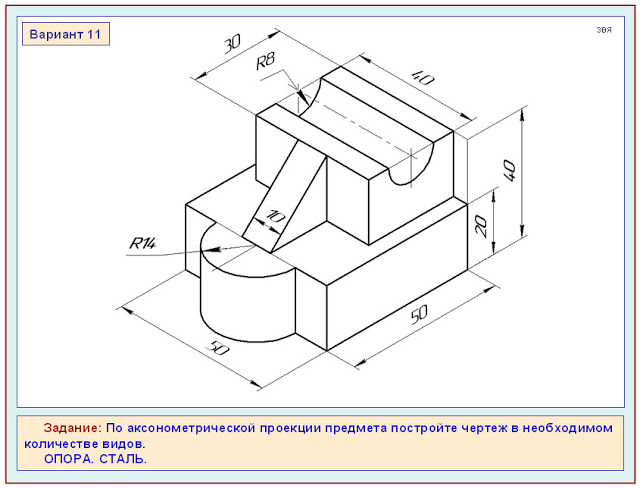 Вариант 11
звя
30
R8
40
40
10
20
R14
50
50
Задание: По аксонометрической проекции предмета постройте чертеж в необходимом
количестве видов.
ОПОРА. СТАЛЬ.